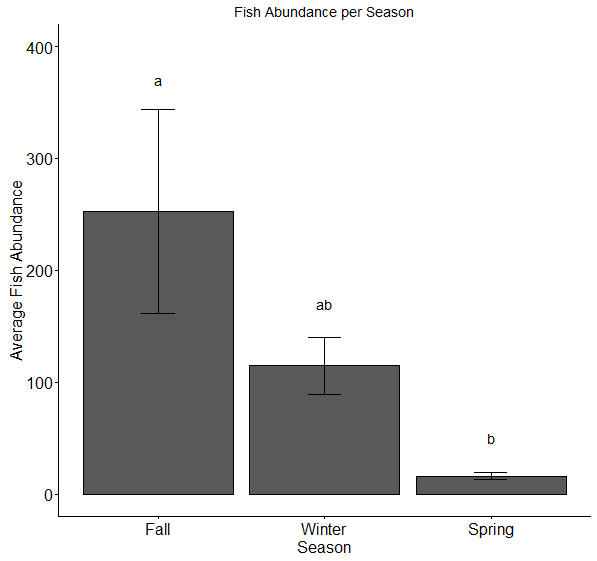 Fish Abundance per Season
Average Fish Abundance
400
300
200
100
0
a
ab
b
Fall
Winter
Spring
Season